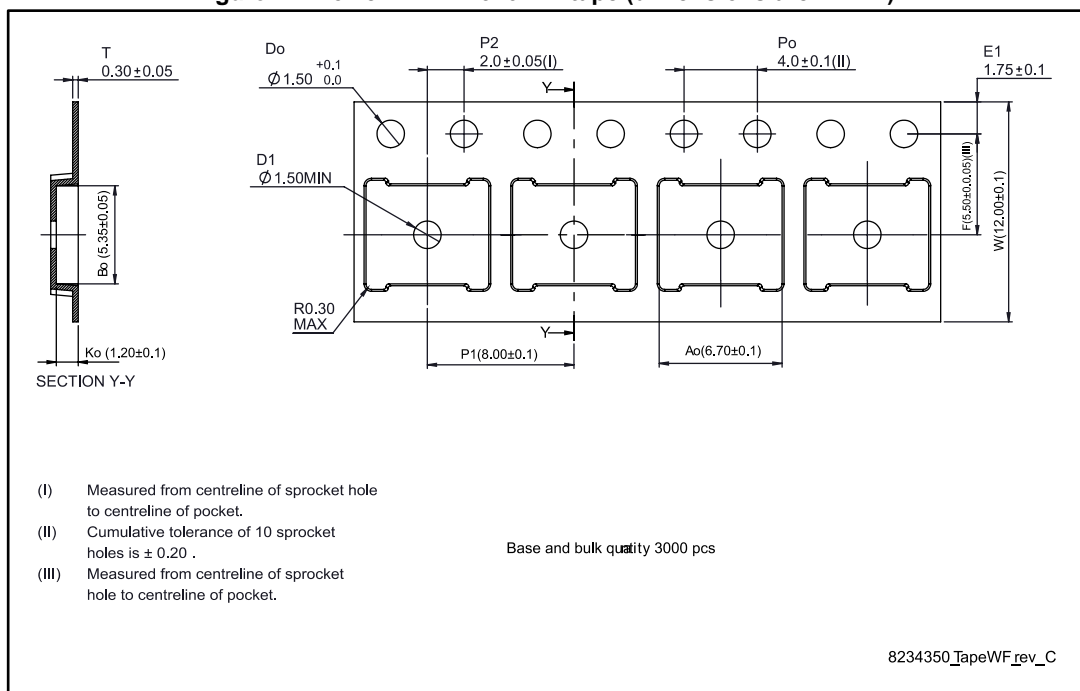 T
0.30±0.05
Do
Ø1.50 +0.1 0.0
P2
2.0±0.05(I)
Po
4.0±0.1(II)
E1
1.75±0.1
Y
D1
Ø1.50MIN
F(5.50±0.0.05)(III)
W(12.00±0.1)
Bo (5.35±0.05)
R0.30
MAX
Y
Ko (1.20±0.1)
P1(8.00±0.1)
Ao(6.70±0.1)
SECTION Y-Y
(I) Measured from centreline of sprocket hole
to centreline of pocket.
(II) Cumulative tolerance of 10 sprocket
holes is ± 0.20 .
(III) Measured from centreline of sprocket
hole to centreline of pocket.
Base and bulk quatity 3000 pcs
8234350_TapeWF_rev_C